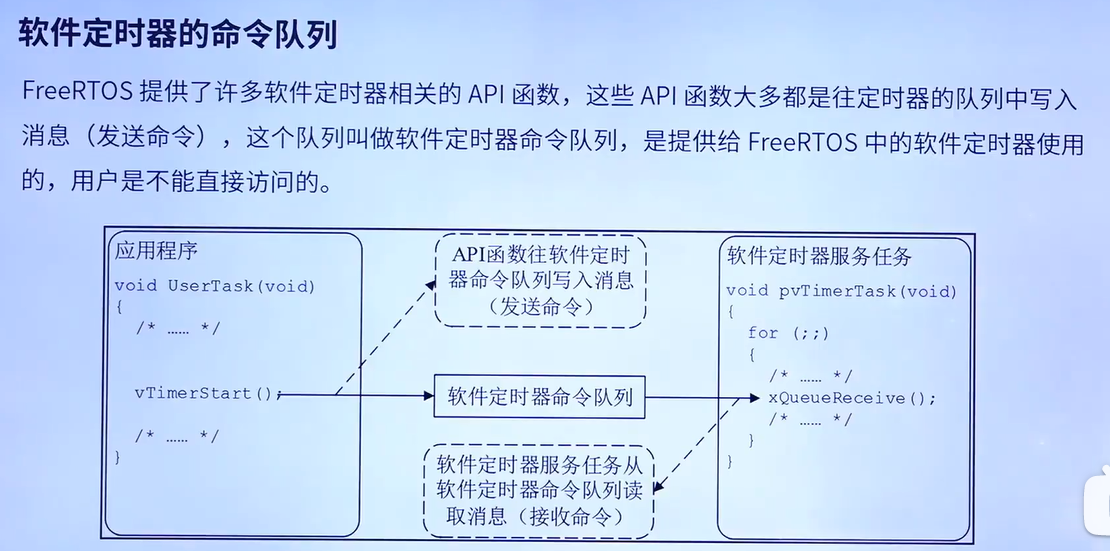 软件定时器的命令队列
FreeRTOS 提供了许多软件定时器相关的 API 函数，这些 API 函数大多都是往定时器的队列中写入
消息（发送命令），这个队列叫做软件定时器命令队列，是提供给 FreeRTOS 中的软件定时器使用
的，用户是不能直接访问的。
应用程序
void UserTask(void)
{
/* …… */
vTimerStart();
/* …… */
}
API函数往软件定时
器命令队列写入消息
（发送命令）
软件定时器命令队列
软件定时器服务任务从
软件定时器命令队列读
取消息（接收命令）
软件定时器服务任务
void pvTimerTask(void)
{
for (;;)
{
/* …… */
xQueueReceive();
/* …… */
}
}